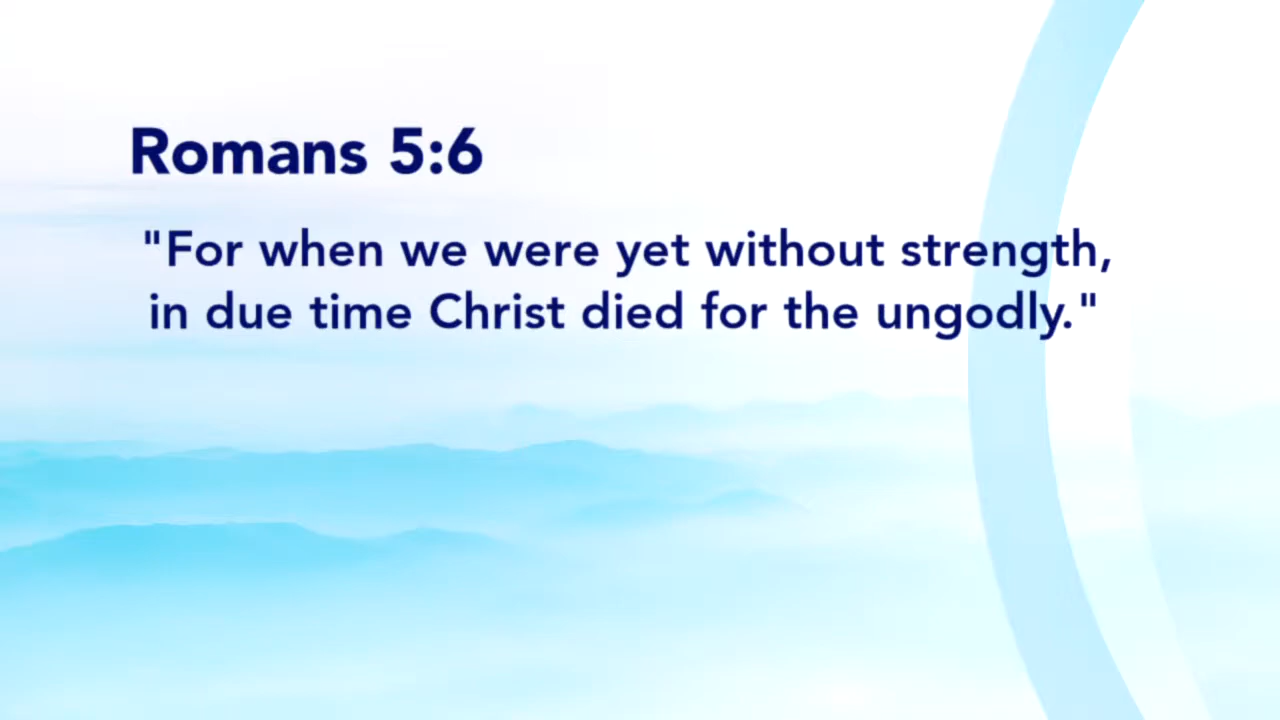 Romans 5:6
"For when we were yet without strength,
in due time Christ died for the ungodly."